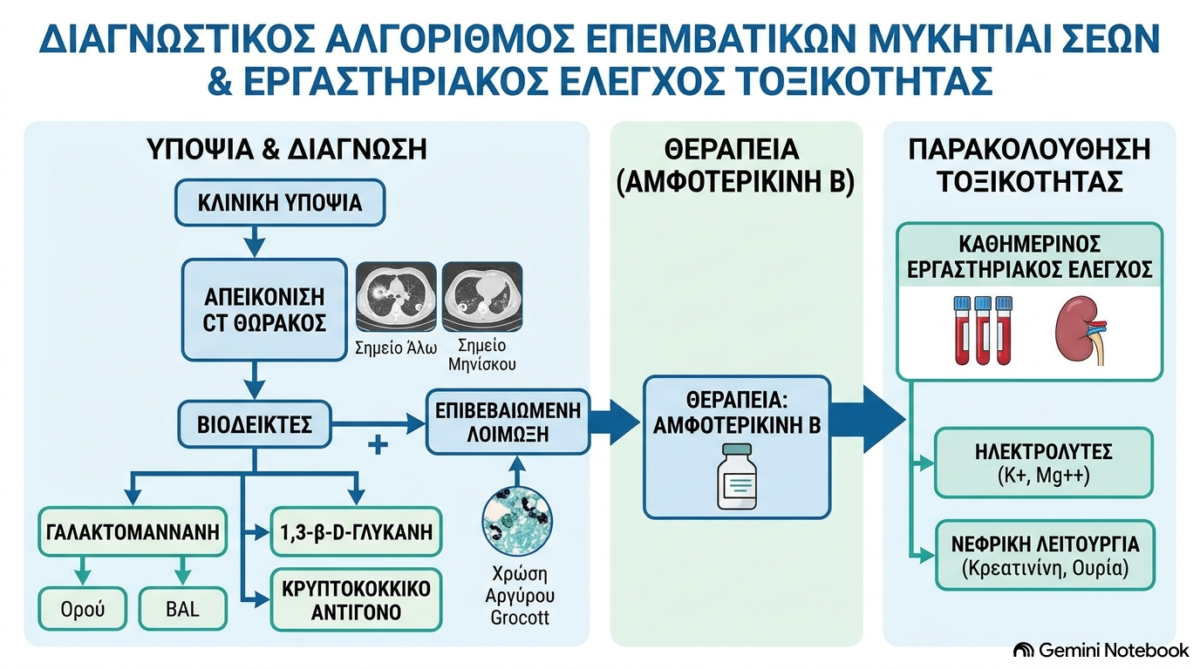 ΔΙΑΓΝΩΣΤΙΚΟΣ ΑΛΓΟΡΙΘΜΟΣ ΕΠΕΜΒΑΤΙΚΩΝ ΜΥΚΗΤΙΑΙ ΣΕΩΝ
& ΕΡΓΑΣΤΗΡΙΑΚΟΣ ΕΛΕΓΧΟΣ ΤΟΞΙΚΟΤΗΤΑΣ
ΥΠΟΨΙΑ & ΔΙΑΓΝΩΣΗ
ΚΛΙΝΙΚΗ ΥΠΟΨΙΑ
ΑΠΕΙΚΟΝΙΣΗ
CT ΘΩΡΑΚΟΣ
Σημείο Άλω
Σημείο
Μηνίσκου
ΒΙΟΔΕΙΚΤΕΣ
+
ΕΠΙΒΕΒΑΙΩΜΕΝΗ
ΛΟΙΜΩΞΗ
ΓΑΛΑΚΤΟΜΑΝΝΑΝΗ
Ορού
BAL
1,3-β-D-ΓΛΥΚΑΝΗ
ΚΡΥΠΤΟΚΟΚΚΙΚΟ
ΑΝΤΙΓΟΝΟ
Χρώση
Αργύρου
Grocott
ΘΕΡΑΠΕΙΑ
(ΑΜΦΟΤΕΡΙΚΙΝΗ Β)
ΘΕΡΑΠΕΙΑ:
ΑΜΦΟΤΕΡΙΚΙΝΗ Β
ΠΑΡΑΚΟΛΟΥΘΗΣΗ
ΤΟΞΙΚΟΤΗΤΑΣ
ΚΑΘΗΜΕΡΙΝΟΣ
ΕΡΓΑΣΤΗΡΙΑΚΟΣ ΕΛΕΓΧΟΣ
ΗΛΕΚΤΡΟΛΥΤΕΣ
(K+, Mg++)
ΝΕΦΡΙΚΗ ΛΕΙΤΟΥΡΓΙΑ
(Κρεατινίνη, Ουρία)
Gemini Notebook